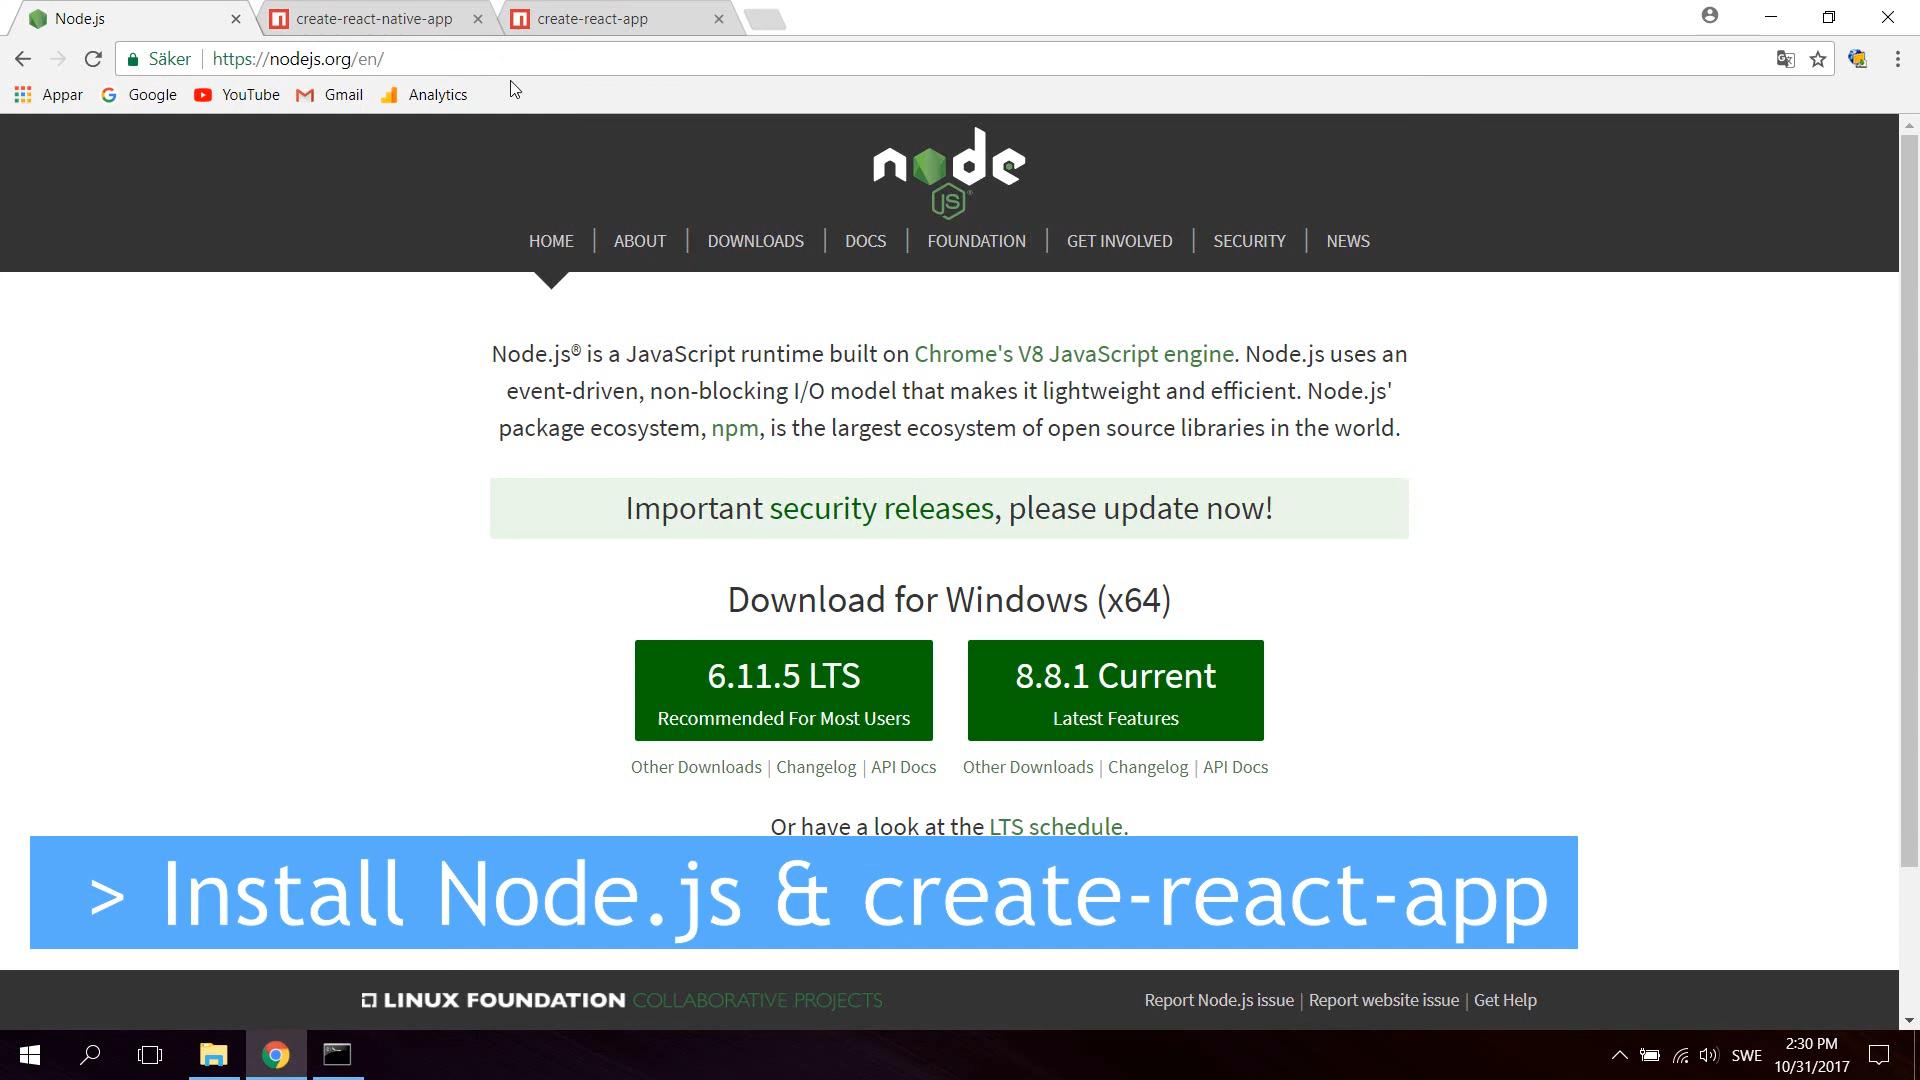 Node.js
create-react-native-app
create-react-app
Säker
https://nodejs.org/en/
Appar
Google
YouTube
Gmail
Analytics
node
JS
HOME | ABOUT | DOWNLOADS | DOCS | FOUNDATION | GET INVOLVED | SECURITY | NEWS
Node.js® is a JavaScript runtime built on Chrome's V8 JavaScript engine. Node.js uses an
event-driven, non-blocking I/O model that makes it lightweight and efficient. Node.js'
package ecosystem, npm, is the largest ecosystem of open source libraries in the world.
Important security releases, please update now!
Download for Windows (x64)
6.11.5 LTS
Recommended For Most Users
8.8.1 Current
Latest Features
Other Downloads | Changelog | API Docs
Other Downloads | Changelog | API Docs
Or have a look at the LTS schedule.
> Install Node.js & create-react-app
LINUX FOUNDATION COLLABORATIVE PROJECTS
Report Node.js issue | Report website issue | Get Help
SWE
2:30 PM
10/31/2017